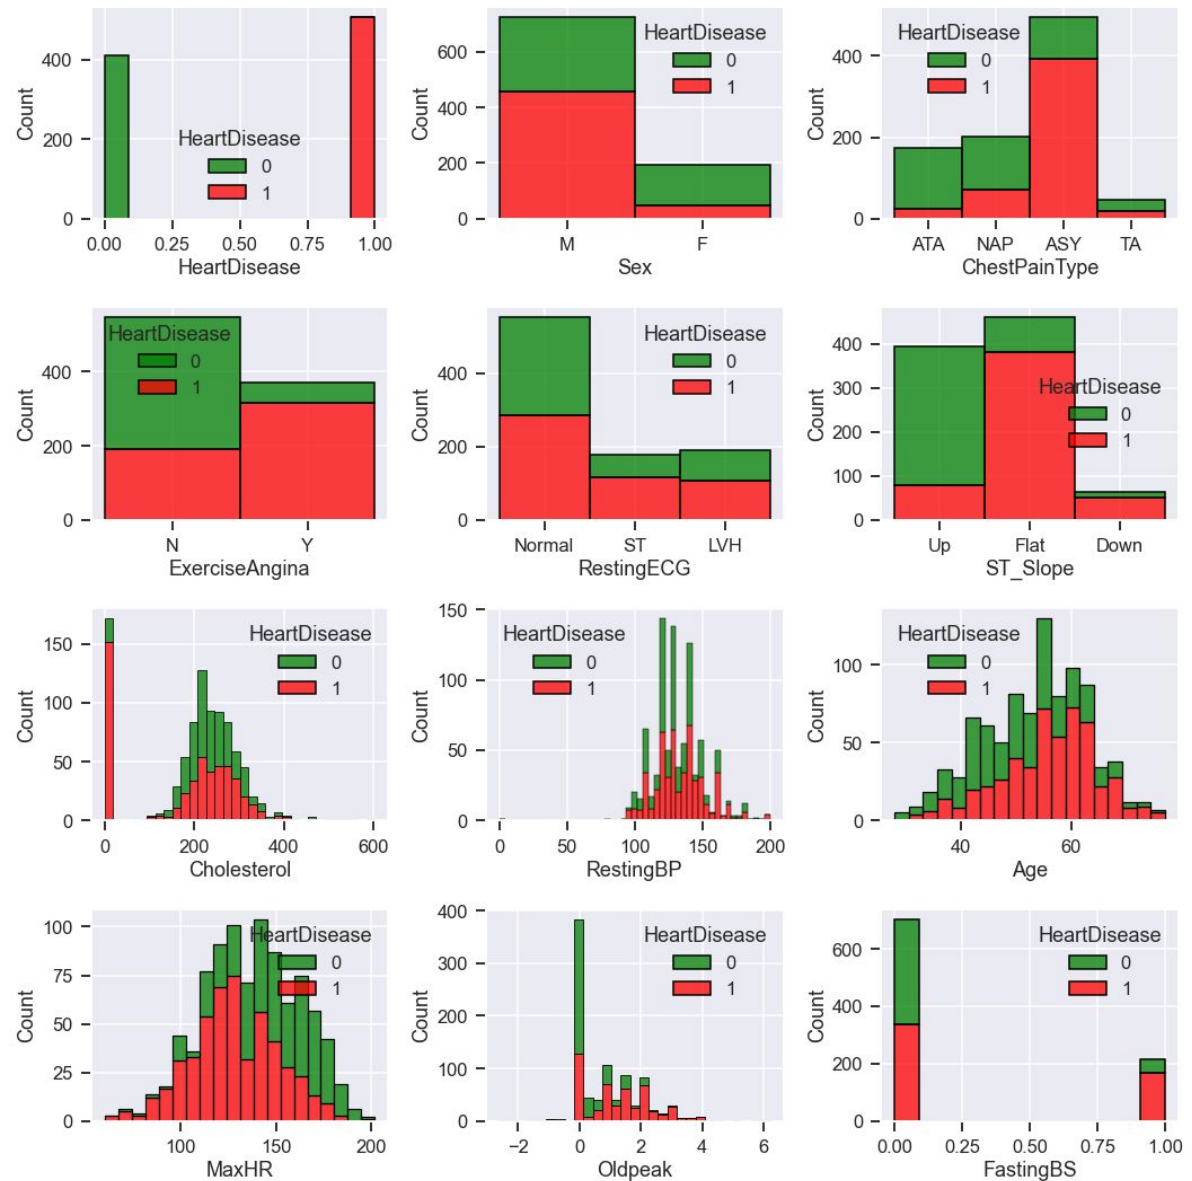 HeartDisease
0
1
Count
400
200
0
0.00 0.25 0.50 0.75 1.00
HeartDisease
HeartDisease
0
1
Count
600
400
200
0
M F
Sex
HeartDisease
0
1
Count
400
200
0
ATA NAP ASY TA
ChestPainType
HeartDisease
0
1
Count
400
200
0
N Y
ExerciseAngina
HeartDisease
0
1
Count
400
200
0
Normal ST LVH
RestingECG
HeartDisease
0
1
Count
400
300
200
100
0
Up Flat Down
ST_Slope
HeartDisease
0
1
Count
150
100
50
0
0 200 400 600
Cholesterol
HeartDisease
0
1
Count
150
100
50
0
0 50 100 150 200
RestingBP
HeartDisease
0
1
Count
100
50
0
40 60
Age
HeartDisease
0
1
Count
100
75
50
25
0
100 150 200
MaxHR
HeartDisease
0
1
Count
400
300
200
100
0
−2 0 2 4 6
Oldpeak
HeartDisease
0
1
Count
600
400
200
0
0.00 0.25 0.50 0.75 1.00
FastingBS